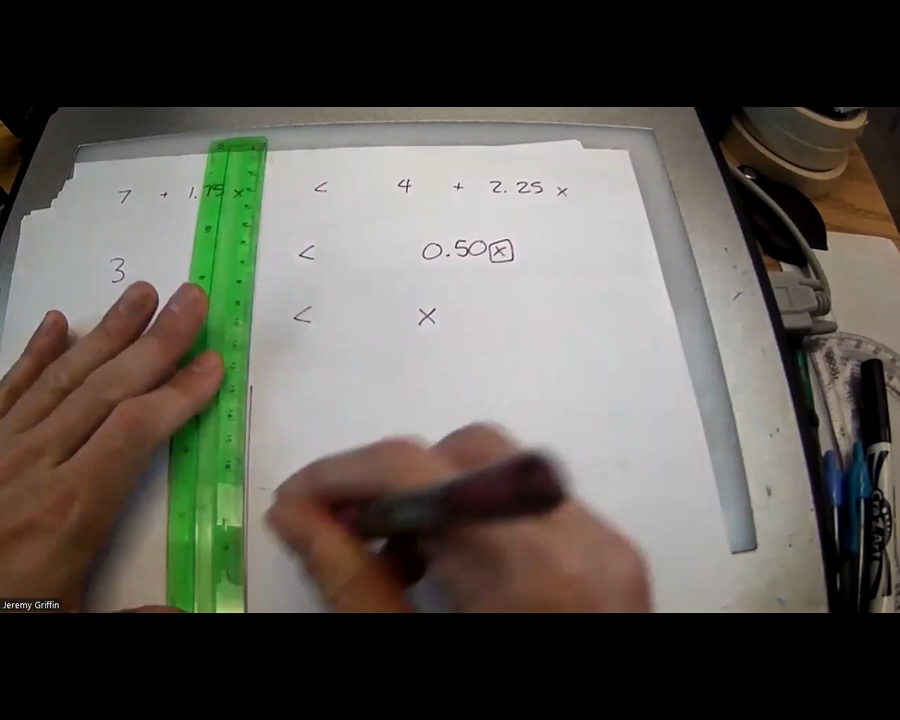 7 + 1.75 x < 4 + 2.25 x
3 < 0.50 x
< x
Jeremy Griffin